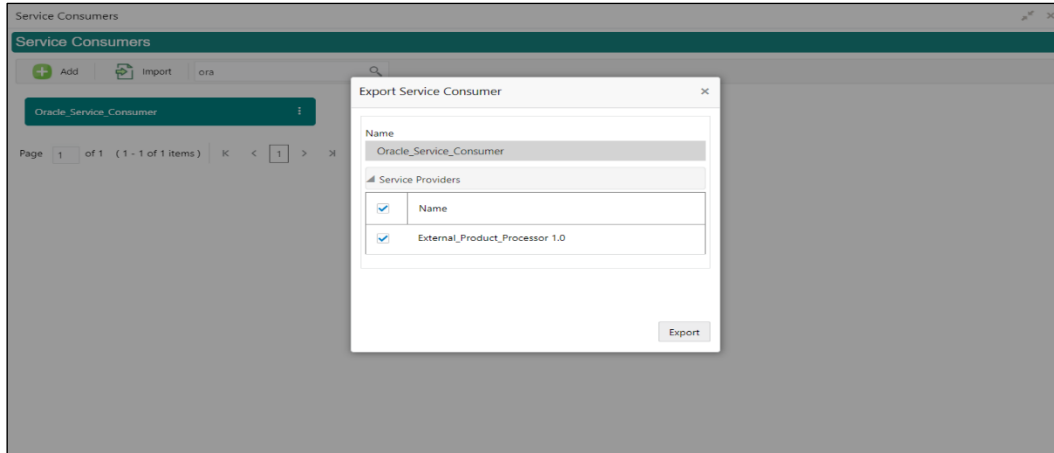 Service Consumers
Service Consumers
Add Import ora
Oracle_Service_Consumer
Page 1 of 1 (1 - 1 of 1 items) 1
Export Service Consumer
Name
Oracle_Service_Consumer
Service Providers
Name
External_Product_Processor 1.0
Export